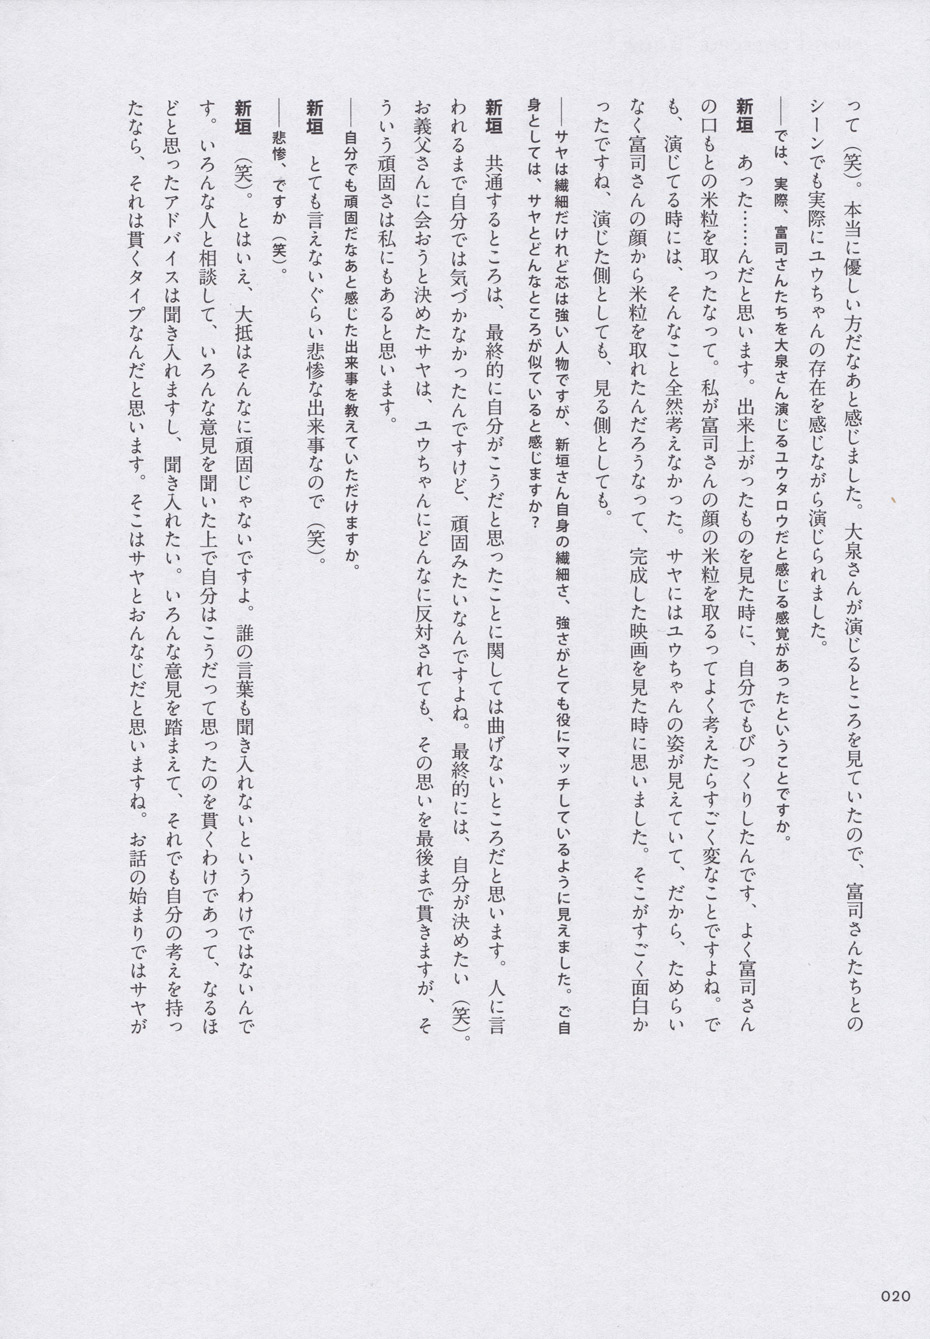 って（笑）。本当に優しい方だなあと感じました。大泉さんが演じるところを見ていたので、富司さんたちとの
シーンでも実際にユウちゃんの存在を感じながら演じられました。
――では、実際、富司さんたちを大泉さん演じるユウタロウだと感じる感覚があったということですか。
新垣　あった……んだと思います。出来上がったものを見た時に、自分でもびっくりしたんです、よく富司さん
の口もとの米粒を取ったなって。私が富司さんの顔の米粒を取るってよく考えたらすごく変なことですよね。で
も、演じてる時には、そんなこと全然考えなかった。サヤにはユウちゃんの姿が見えていて、だから、ためらい
なく富司さんの顔から米粒を取れたんだろうなって、完成した映画を見た時に思いました。そこがすごく面白か
ったですね、演じた側としても、見る側としても。
――サヤは繊細だけれど芯は強い人物ですが、新垣さん自身の繊細さ、強さがとても役にマッチしているように見えました。ご自
身としては、サヤとどんなところが似ていると感じますか？
新垣　共通するところは、最終的に自分がこうだと思ったことに関しては曲げないところだと思います。人に言
われるまで自分では気づかなかったんですけど、頑固みたいなんですよね。最終的には、自分が決めたい（笑）。
お義父さんに会おうと決めたサヤは、ユウちゃんにどんなに反対されても、その思いを最後まで貫きますが、そ
ういう頑固さは私にもあると思います。
――自分でも頑固だなあと感じた出来事を教えていただけますか。
新垣　とても言えないぐらい悲惨な出来事なので（笑）。
――悲惨、ですか（笑）。
新垣　（笑）。とはいえ、大抵はそんなに頑固じゃないですよ。誰の言葉も聞き入れないというわけではないんで
す。いろんな人と相談して、いろんな意見を聞いた上で自分はこうだって思ったのを貫くわけであって、なるほ
どと思ったアドバイスは聞き入れますし、聞き入れたい。いろんな意見を踏まえて、それでも自分の考えを持っ
たなら、それは貫くタイプなんだと思います。そこはサヤとおんなじだと思いますね。お話の始まりではサヤが
020